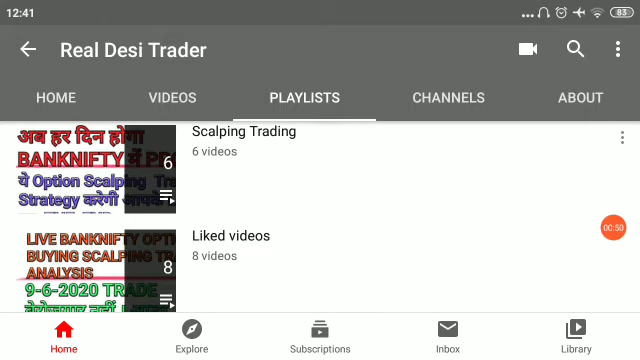 12:41
83
Real Desi Trader
HOME
VIDEOS
PLAYLISTS
CHANNELS
ABOUT
अब हर दिन होगा
BANKNIFTY में
ये Option Scalping
Strategy करेगी
6
Scalping Trading
6 videos
00:50
LIVE BANKNIFTY
BUYING SCALPING
ANALYSIS
9-6-2020 TRADE
8
Liked videos
8 videos
Home
Explore
Subscriptions
Inbox
Library